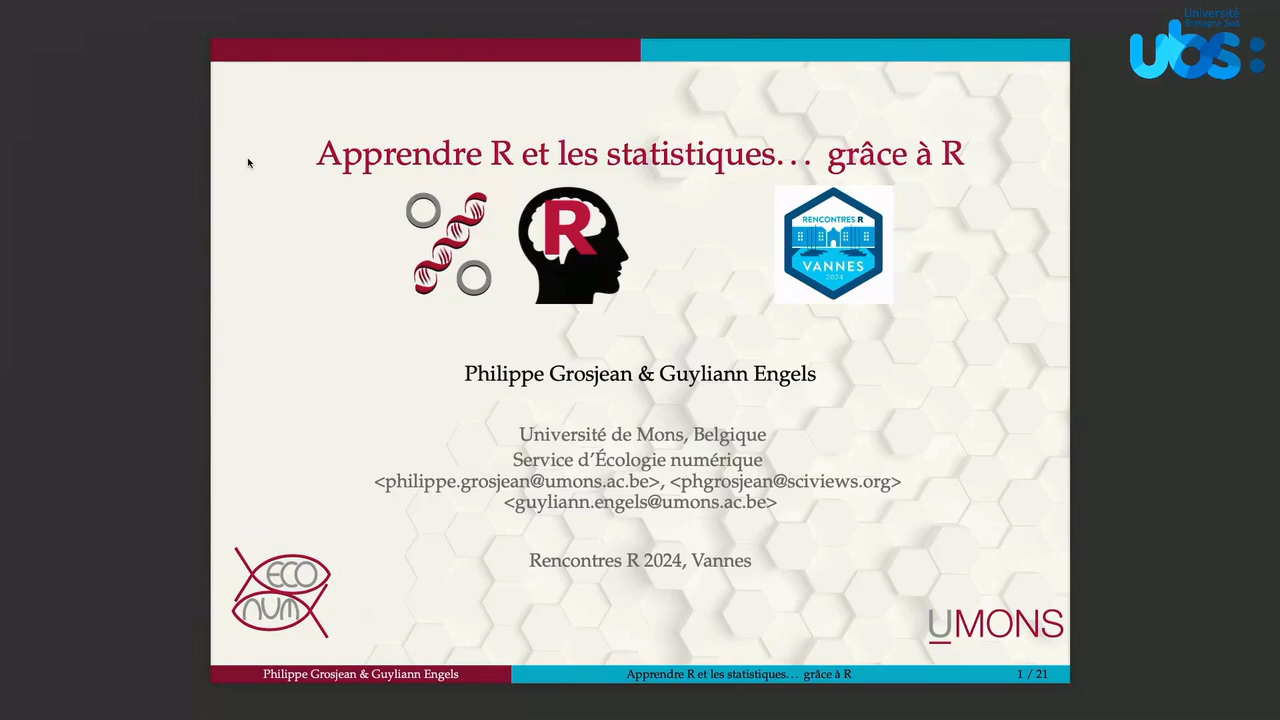 Université
Bretagne Sud
ubs:
Apprendre R et les statistiques... grâce à R
R
RENCONTRES R
VANNES
2024
Philippe Grosjean & Guyliann Engels
Université de Mons, Belgique
Service d'Écologie numérique
<philippe.grosjean@umons.ac.be>, <phgrosjean@sciviews.org>
<guyliann.engels@umons.ac.be>
Rencontres R 2024, Vannes
ECO
NUM
UMONS
Philippe Grosjean & Guyliann Engels
Apprendre R et les statistiques... grâce à R
1 / 21